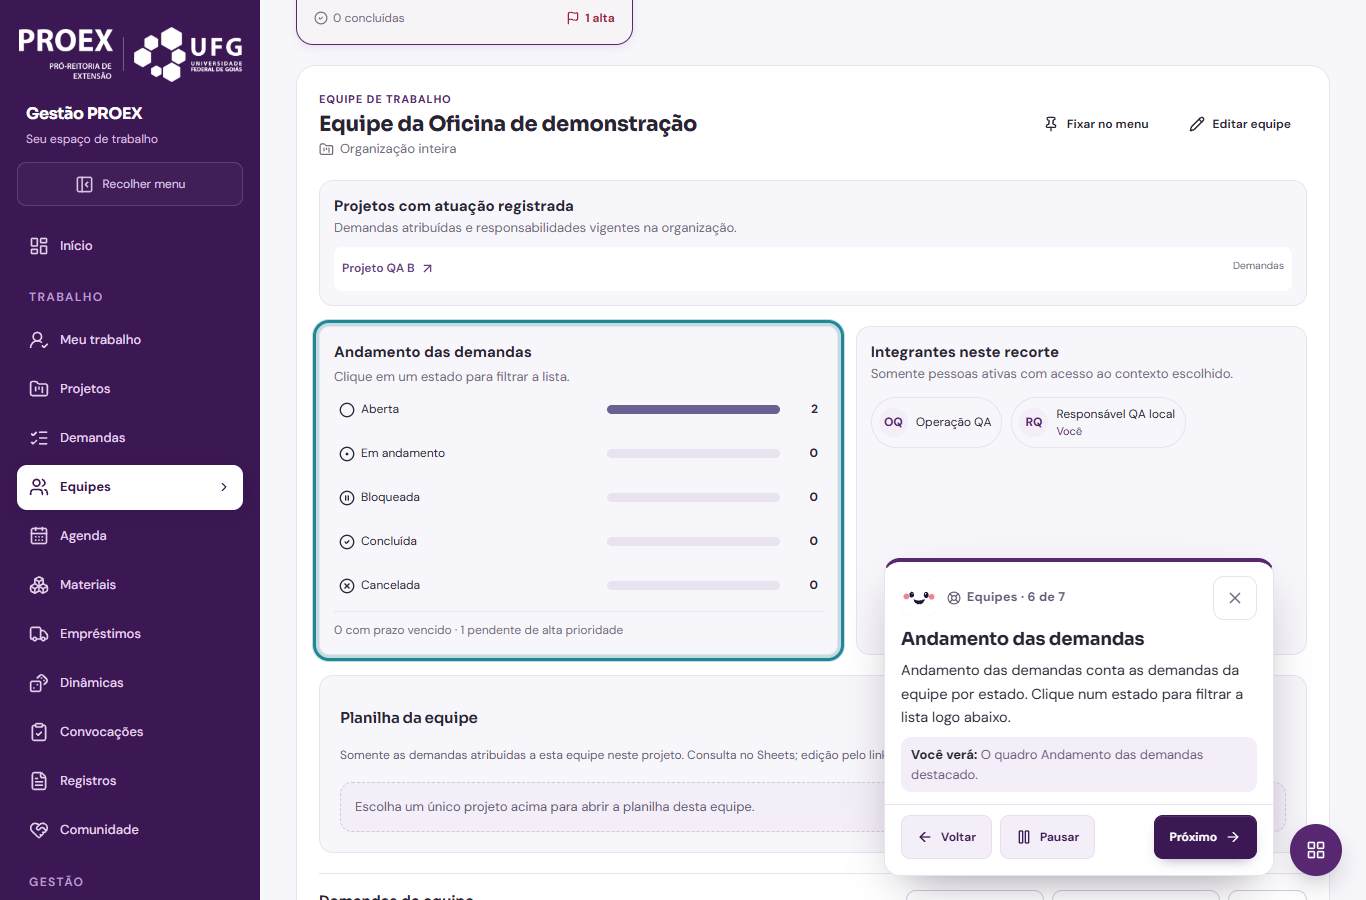 PROEX
PRÓ-REITORIA DE
EXTENSÃO
UFG
UNIVERSIDADE
FEDERAL DE GOIÁS
Gestão PROEX
Seu espaço de trabalho
Recolher menu
Início
TRABALHO
Meu trabalho
Projetos
Demandas
Equipes
Agenda
Materiais
Empréstimos
Dinâmicas
Convocações
Registros
Comunidade
GESTÃO
0 concluídas
1 alta
EQUIPE DE TRABALHO
Equipe da Oficina de demonstração
Organização inteira
Fixar no menu
Editar equipe
Projetos com atuação registrada
Demandas atribuídas e responsabilidades vigentes na organização.
Projeto QA B
Demandas
Andamento das demandas
Clique em um estado para filtrar a lista.
Aberta 2
Em andamento 0
Bloqueada 0
Concluída 0
Cancelada 0
0 com prazo vencido · 1 pendente de alta prioridade
Integrantes neste recorte
Somente pessoas ativas com acesso ao contexto escolhido.
OQ Operação QA
RQ Responsável QA local
Você
Planilha da equipe
Somente as demandas atribuídas a esta equipe neste projeto. Consulta no Sheets; edição pelo
Escolha um único projeto acima para abrir a planilha desta equipe.
Equipes · 6 de 7
Andamento das demandas
Andamento das demandas conta as demandas da
equipe por estado. Clique num estado para filtrar a
lista logo abaixo.
Você verá: O quadro Andamento das demandas
destacado.
Voltar
Pausar
Próximo
Demandas da equipe